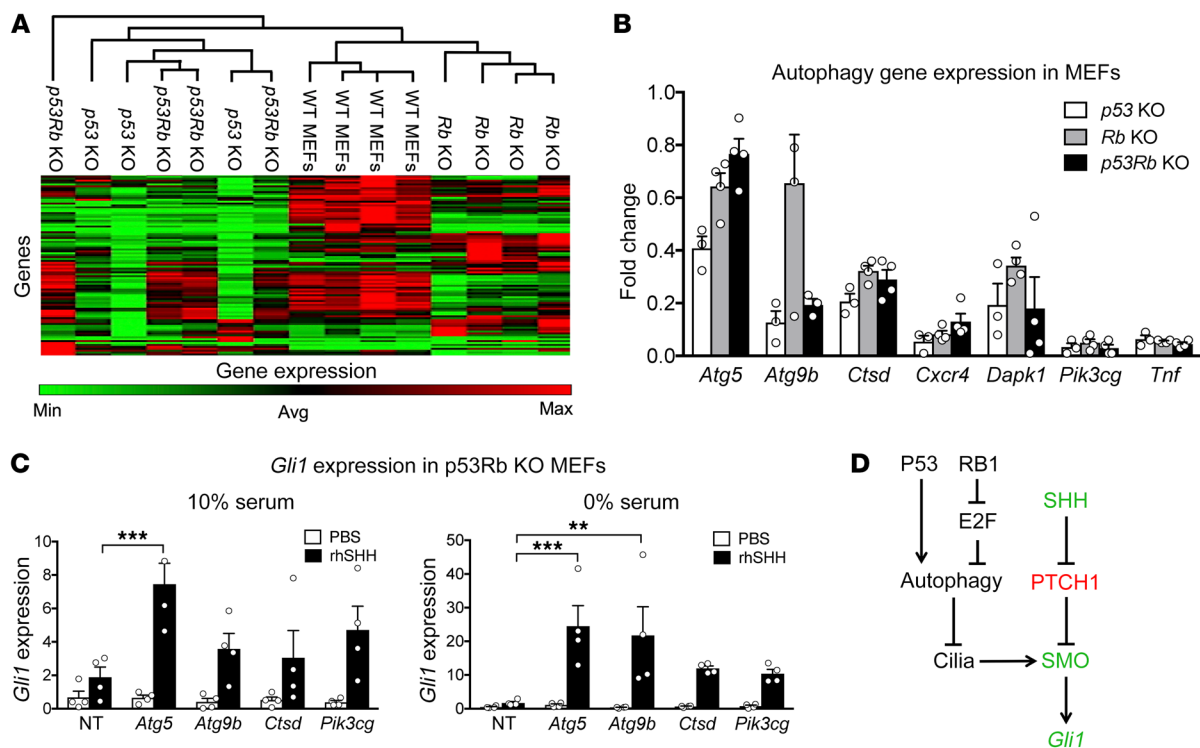 A
p53Rb KO
p53 KO
p53 KO
p53Rb KO
p53Rb KO
p53 KO
p53Rb KO
WT MEFs
WT MEFs
WT MEFs
WT MEFs
Rb KO
Rb KO
Rb KO
Rb KO
Genes
Gene expression
Min
Avg
Max
B
Autophagy gene expression in MEFs
p53 KO
Rb KO
p53Rb KO
Fold change
1.0
0.8
0.6
0.4
0.2
0.0
Atg5 Atg9b Ctsd Cxcr4 Dapk1 Pik3cg Tnf
C
Gli1 expression in p53Rb KO MEFs
10% serum
PBS
rhSHH
***
Gli1 expression
10
8
6
4
2
0
NT Atg5 Atg9b Ctsd Pik3cg
0% serum
PBS
rhSHH
**
***
Gli1 expression
50
40
30
20
10
0
NT Atg5 Atg9b Ctsd Pik3cg
D
P53 RB1
SHH
E2F
Autophagy PTCH1
Cilia SMO
Gli1